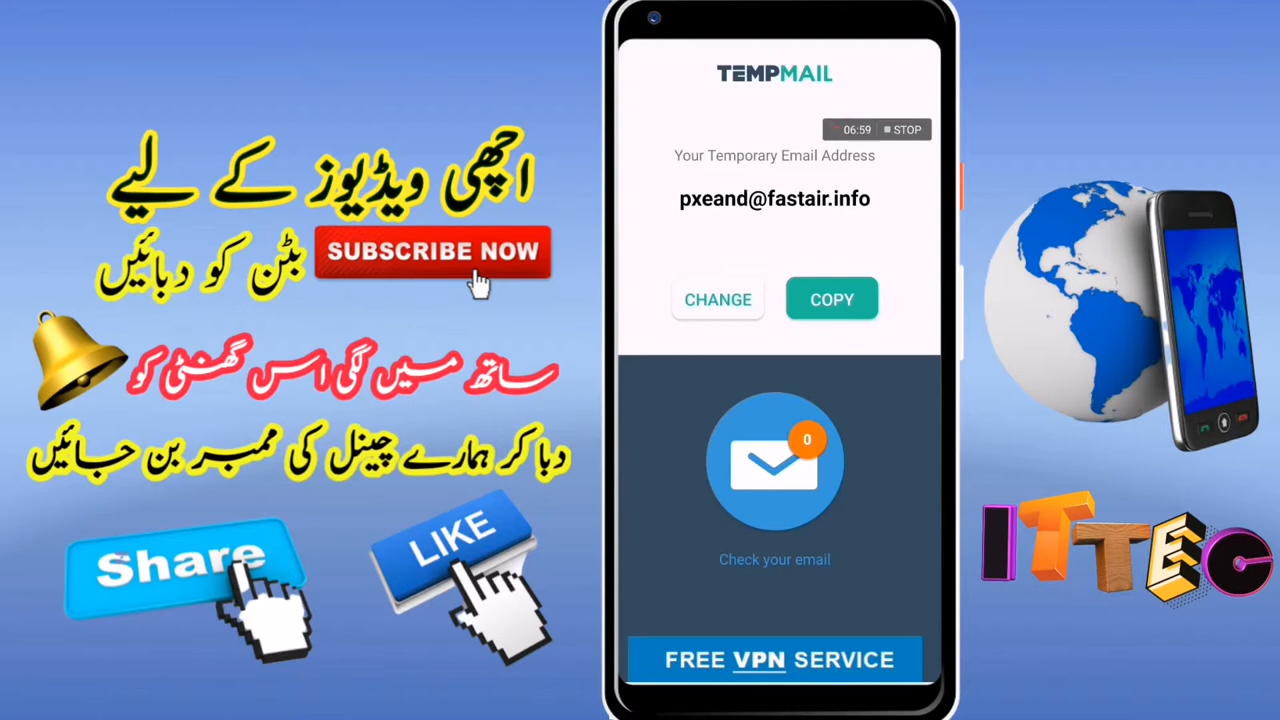 اچھی ویڈیوز کے لیے
SUBSCRIBE NOW بٹن کو دبائیں
ساتھ میں لگی اس گھنٹی کو
دبا کر ہمارے چینل کی ممبر بن جائیں
Share
LIKE
TEMPMAIL
06:59 STOP
Your Temporary Email Address
pxeand@fastair.info
CHANGE
COPY
0
Check your email
FREE VPN SERVICE
ITTEC